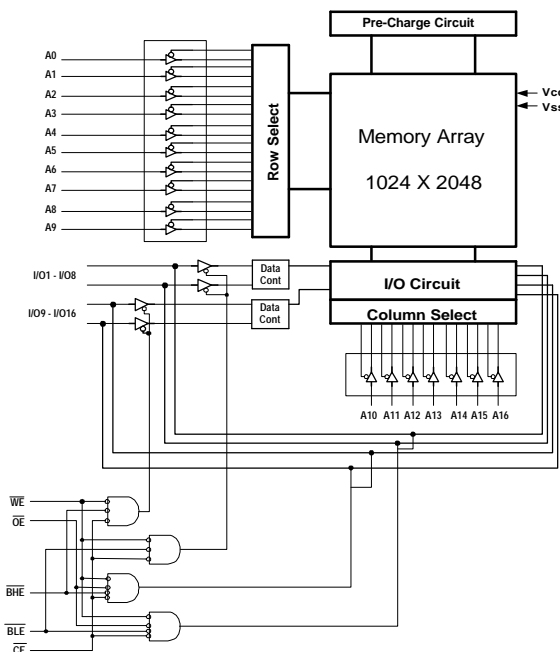 Pre-Charge Circuit
A0
A1
A2
A3
A4
A5
A6
A7
A8
A9
Row Select
Memory Array
1024 X 2048
Vcc
Vss
I/O1 - I/O8
I/O9 - I/O16
Data
Cont
Data
Cont
I/O Circuit
Column Select
A10 A11 A12 A13 A14 A15 A16
WE
OE
BHE
BLE
CE